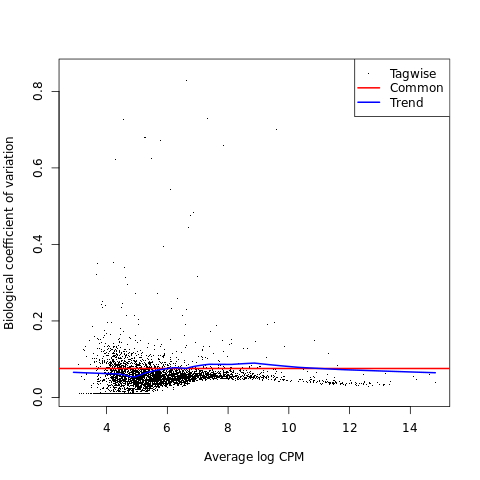 Tagwise
Common
Trend
Biological coefficient of variation
0.8
0.6
0.4
0.2
0.0
4 6 8 10 12 14
Average log CPM